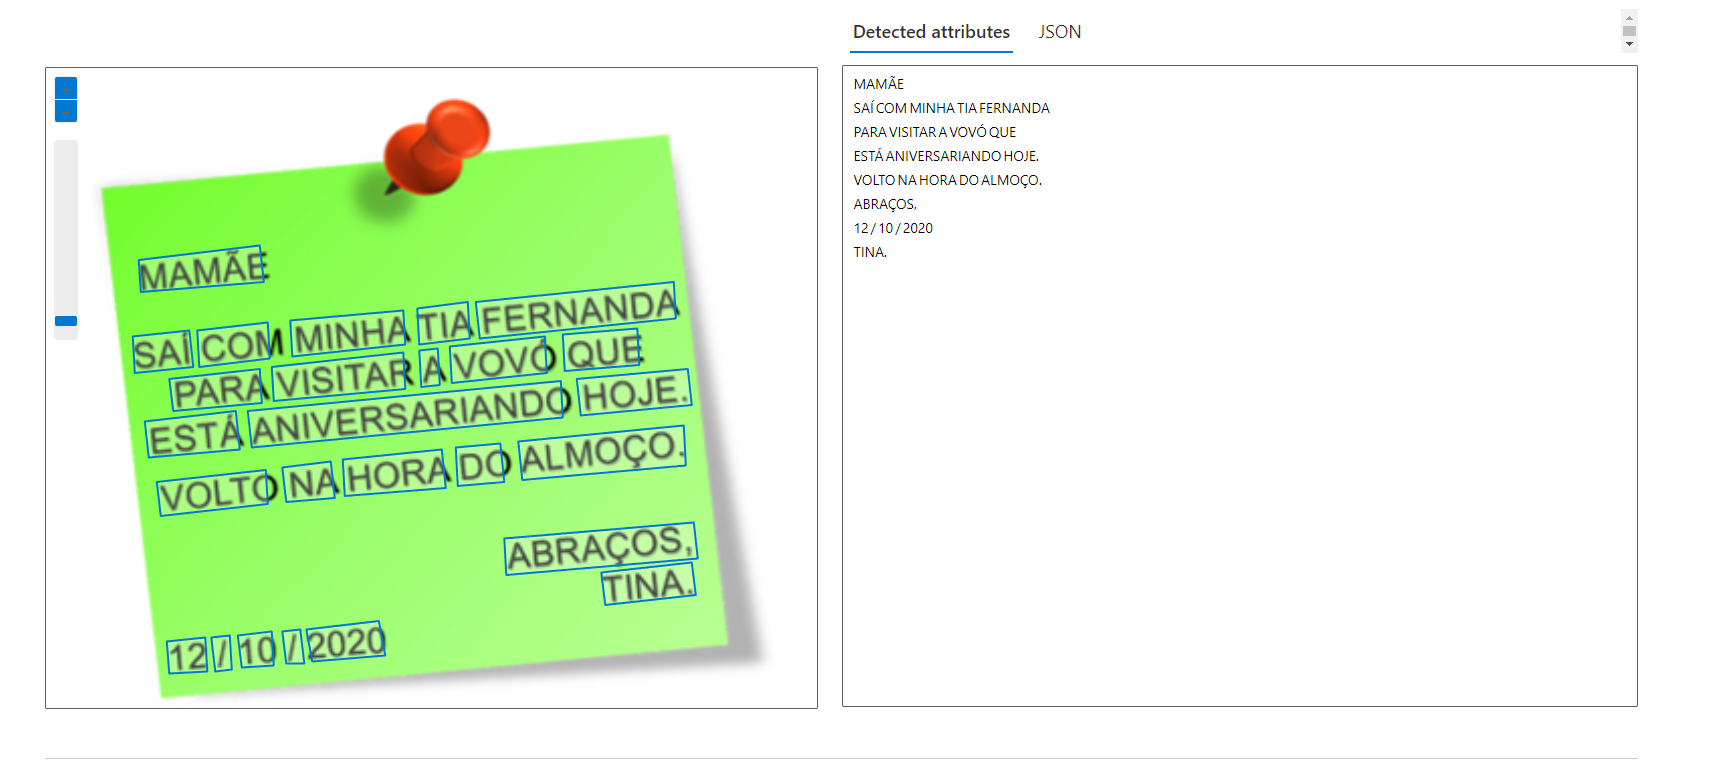 Detected attributes
JSON
MAMÃE
SAÍ COM MINHA TIA FERNANDA
PARA VISITAR A VOVÓ QUE
ESTÁ ANIVERSARIANDO HOJE.
VOLTO NA HORA DO ALMOÇO.
ABRAÇOS,
TINA.
12 / 10 / 2020
MAMÃE
SAÍ COM MINHA TIA FERNANDA
PARA VISITAR A VOVÓ QUE
ESTÁ ANIVERSARIANDO HOJE.
VOLTO NA HORA DO ALMOÇO.
ABRAÇOS,
12 / 10 / 2020
TINA.